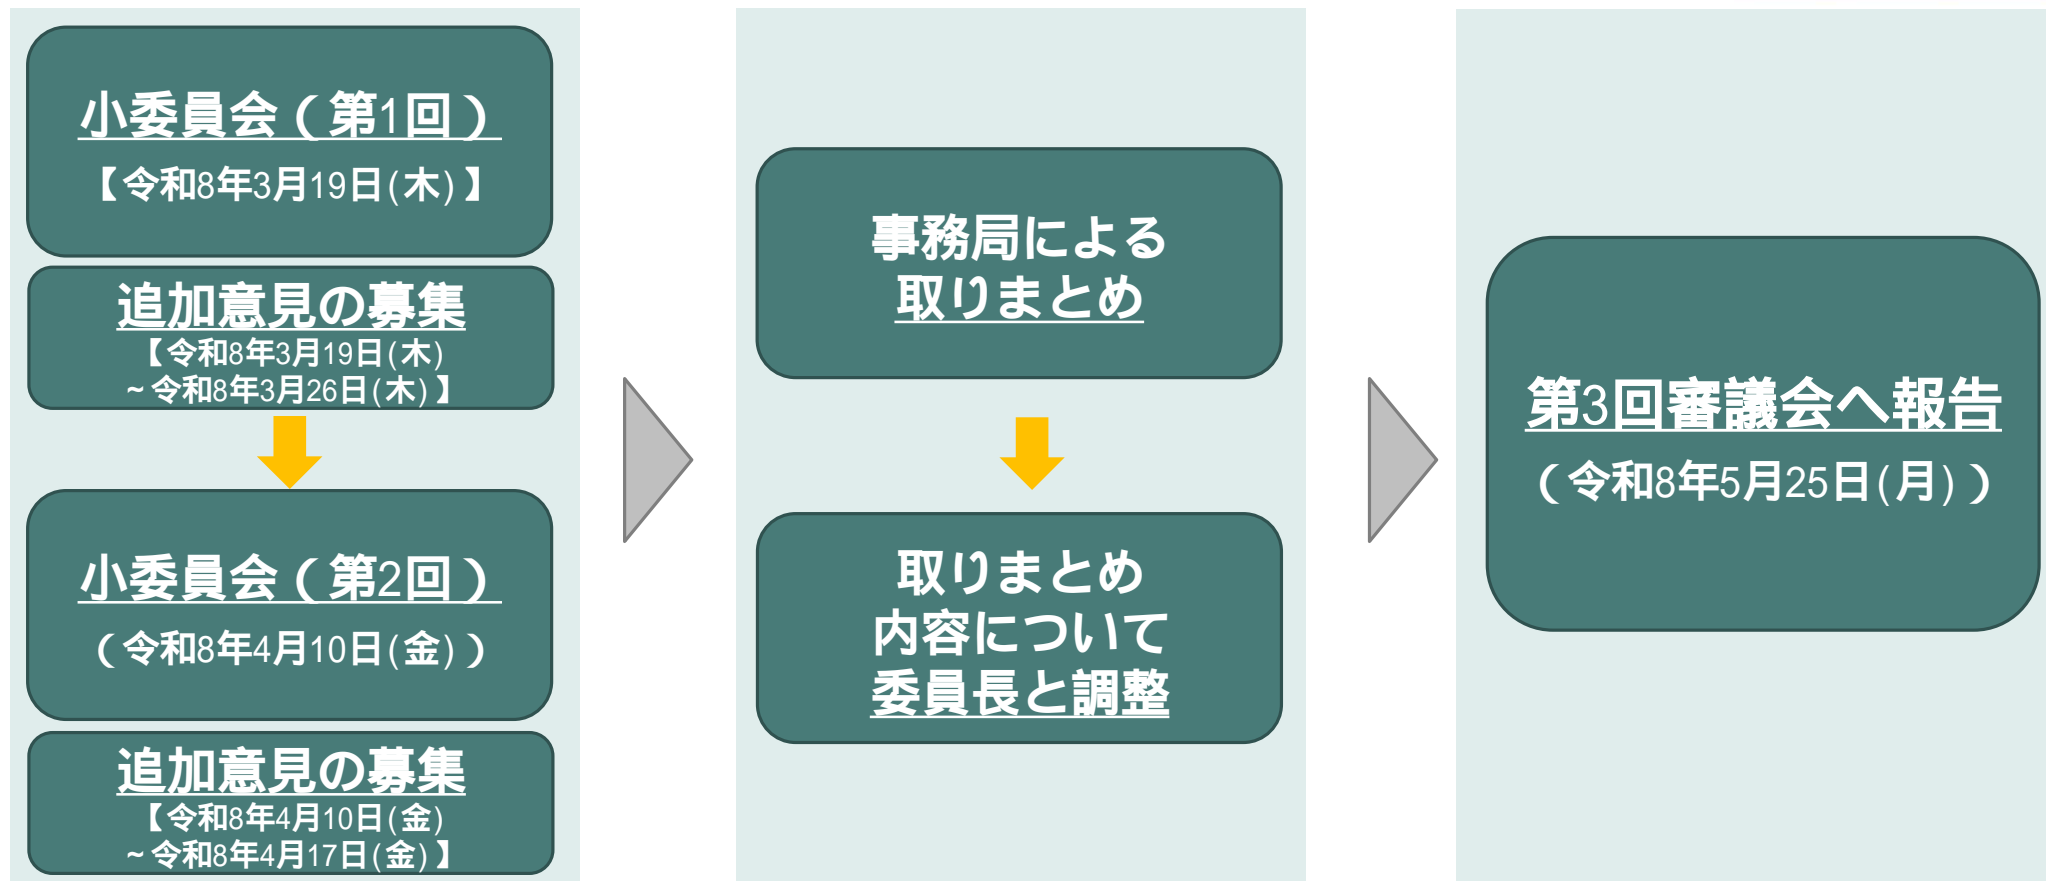 小委員会（第1回）
【令和8年3月19日(木)】
追加意見の募集
【令和8年3月19日(木)
~令和8年3月26日(木)】
小委員会（第2回）
（令和8年4月10日(金)）
追加意見の募集
【令和8年4月10日(金)
~令和8年4月17日(金)】
事務局による
取りまとめ
取りまとめ
内容について
委員長と調整
第3回審議会へ報告
（令和8年5月25日(月)）